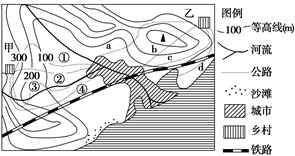 乙
甲
300 100 ①
200 ②
③
④
a
b
c
d
图例
100 等高线(m)
河流
公路
沙滩
城市
乡村
铁路